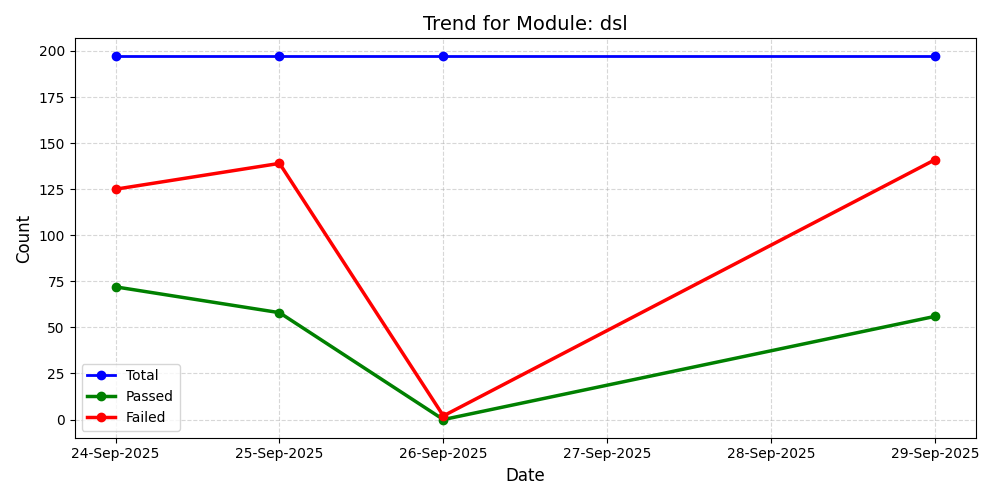 Trend for Module: dsl
200
175
150
125
100
75
50
25
0
Count
Total
Passed
Failed
24-Sep-2025 25-Sep-2025 26-Sep-2025 27-Sep-2025 28-Sep-2025 29-Sep-2025
Date